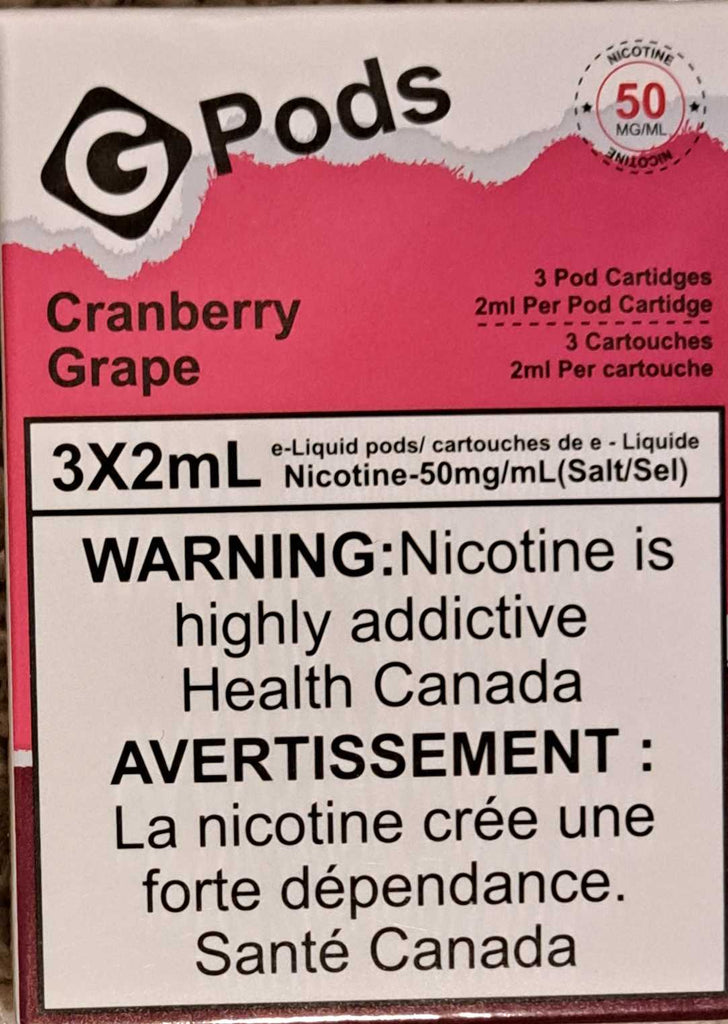 G Pods
NICOTINE
50
MG/ML
NICOTINE
Cranberry
Grape
3 Pod Cartidges
2ml Per Pod Cartidge
3 Cartouches
2ml Per cartouche
3X2mL
e-Liquid pods/ cartouches de e - Liquide
Nicotine-50mg/mL(Salt/Sel)
WARNING:Nicotine is
highly addictive
Health Canada
AVERTISSEMENT :
La nicotine crée une
forte dépendance.
Santé Canada